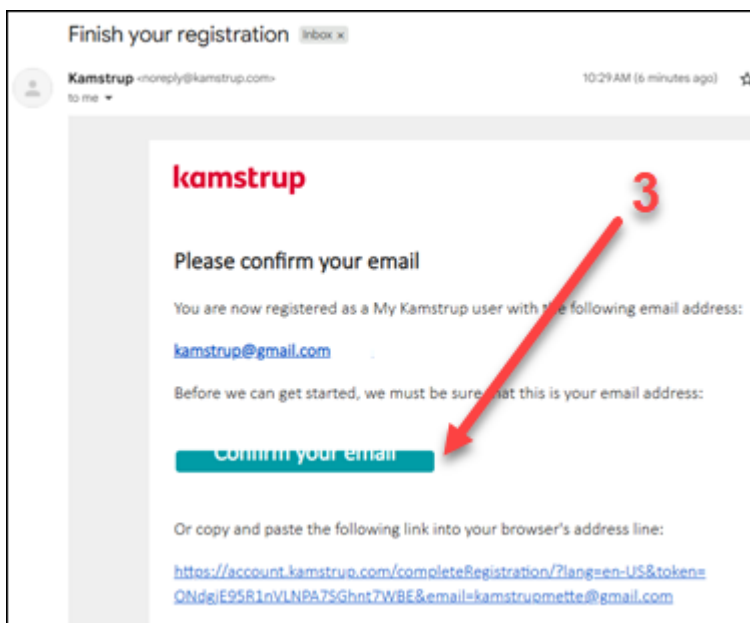 Finish your registration Inbox x
Kamstrup <noreply@kamstrup.com> 10:29 AM (6 minutes ago)
to me
kamstrup
3
Please confirm your email
You are now registered as a My Kamstrup user with the following email address:
kamstrup@gmail.com
Before we can get started, we must be sure that this is your email address:
Confirm your email
Or copy and paste the following link into your browser's address line:
https://account.kamstrup.com/completeRegistration/?lang=en-US&token=
ONdgjE95R1nVLNPA7SGhnt7WBE&email=kamstrupmette@gmail.com